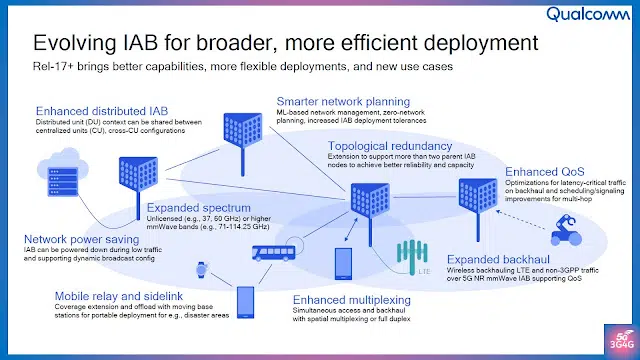 Qualcomm
Evolving IAB for broader, more efficient deployment
Rel-17+ brings better capabilities, more flexible deployments, and new use cases
Smarter network planning
ML-based network management, zero-network
planning, increased IAB deployment tolerances
Enhanced distributed IAB
Distributed unit (DU) context can be shared between
centralized units (CU), cross-CU configurations
Topological redundancy
Extension to support more than two parent IAB
nodes to achieve better reliability and capacity
Enhanced QoS
Optimizations for latency-critical traffic
on backhaul and scheduling/signaling
improvements for multi-hop
Expanded spectrum
Unlicensed (e.g., 37, 60 GHz) or higher
mmWave bands (e.g., 71-114.25 GHz)
Network power saving
IAB can be powered down during low traffic
and supporting dynamic broadcast config
LTE
Expanded backhaul
Wireless backhauling LTE and non-3GPP traffic
over 5G NR mmWave IAB supporting QoS
Mobile relay and sidelink
Coverage extension and offload with moving base
stations for portable deployment for e.g., disaster areas
Enhanced multiplexing
Simultaneous access and backhaul
with spatial multiplexing or full duplex
5G
3G4G